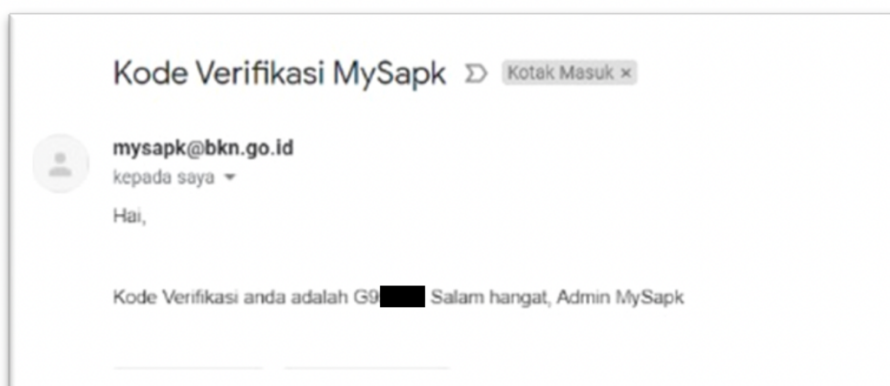 Kode Verifikasi MySapk Kotak Masuk ×
mysapk@bkn.go.id
kepada saya
Hai,
Kode Verifikasi anda adalah G9 Salam hangat, Admin MySapk